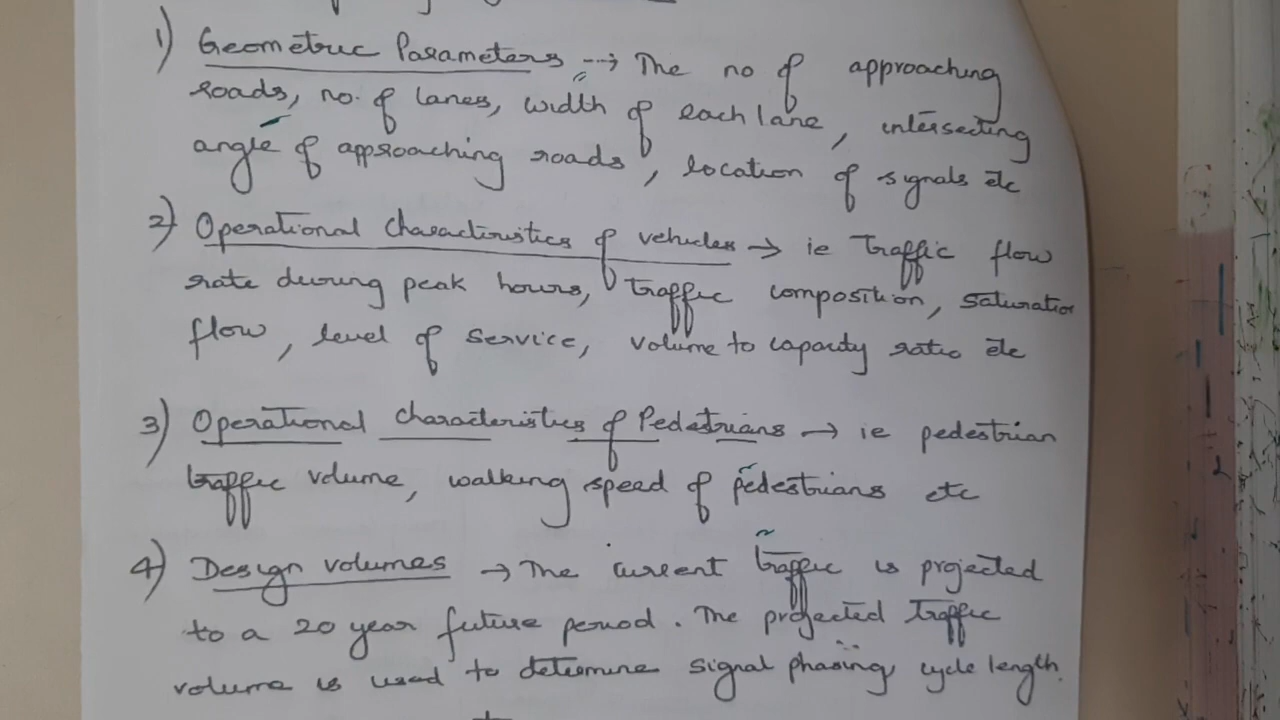 1) Geometric Parameters --→ The no of approaching
roads, no. of lanes, width of each lane, intersecting
angle of approaching roads, location of signals etc
2) Operational Characteristics of vehicles → ie Traffic flow
rate during peak hours, traffic composition, saturation
flow, level of service, volume to capacity ratio etc
3) Operational Characteristics of Pedestrians → ie pedestrian
traffic volume, walking speed of pedestrians etc
4) Design volumes → The current traffic is projected
to a 20 year future period. The projected traffic
volume is used to determine signal phasing, cycle length.